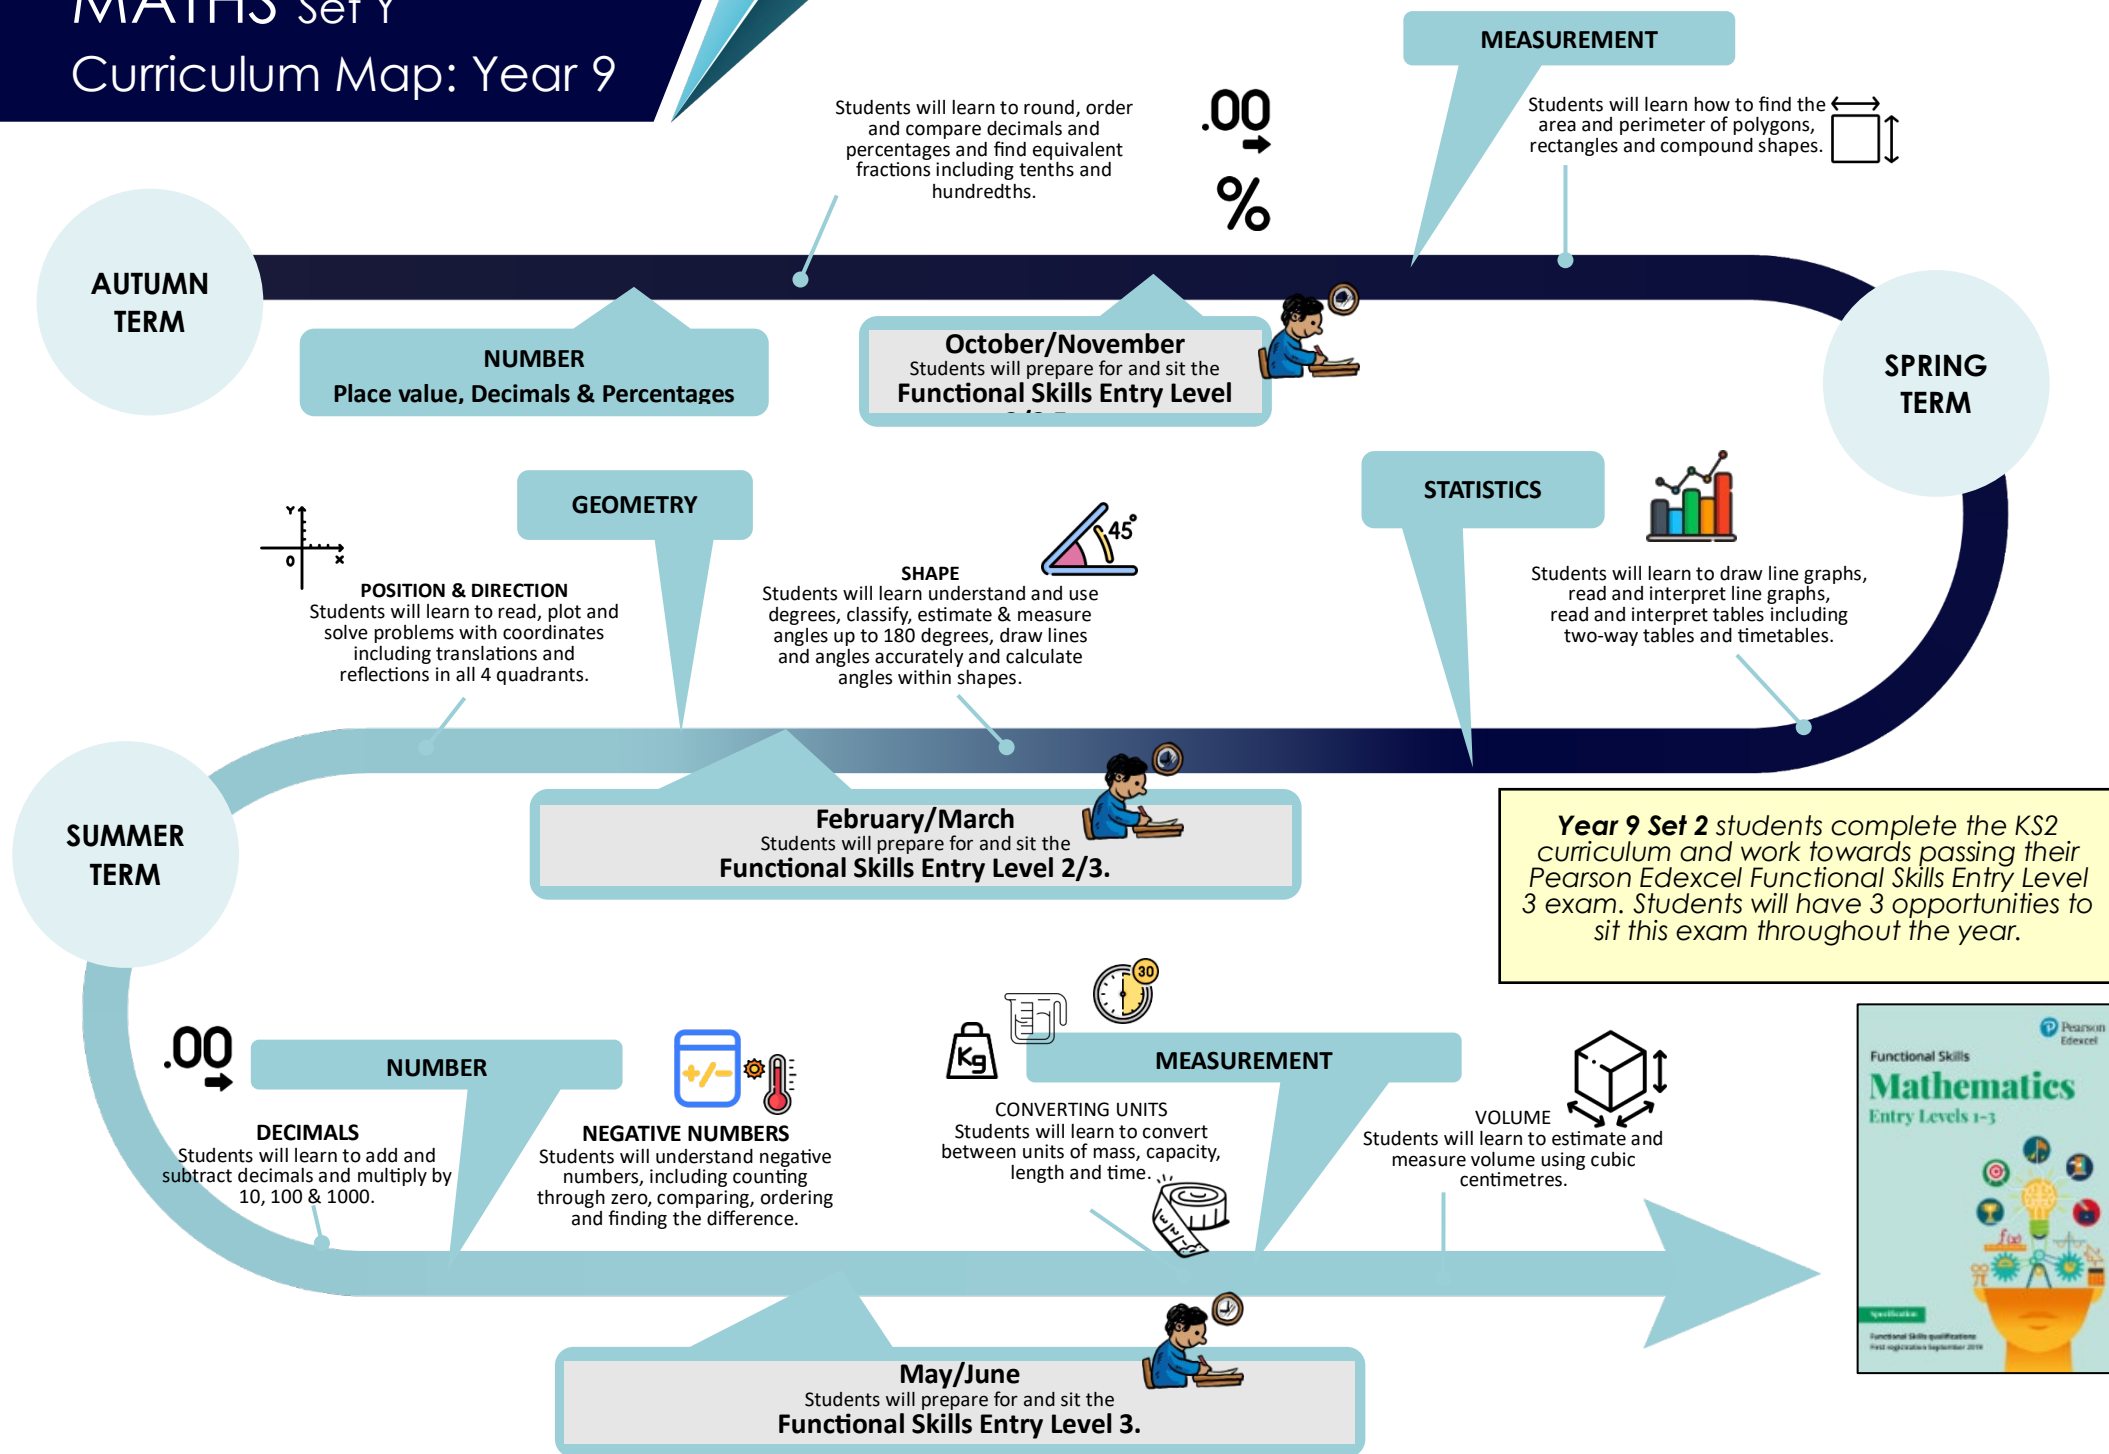 MATHS Set Y
Curriculum Map: Year 9
MEASUREMENT
Students will learn to round, order
and compare decimals and
percentages and find equivalent
fractions including tenths and
hundredths.
.00
%
Students will learn how to find the
area and perimeter of polygons,
rectangles and compound shapes.
AUTUMN
TERM
NUMBER
Place value, Decimals & Percentages
October/November
Students will prepare for and sit the
Functional Skills Entry Level
SPRING
TERM
GEOMETRY
STATISTICS
Y
0
X
POSITION & DIRECTION
Students will learn to read, plot and
solve problems with coordinates
including translations and
reflections in all 4 quadrants.
45°
SHAPE
Students will learn understand and use
degrees, classify, estimate & measure
angles up to 180 degrees, draw lines
and angles accurately and calculate
angles within shapes.
Students will learn to draw line graphs,
read and interpret line graphs,
read and interpret tables including
two-way tables and timetables.
SUMMER
TERM
February/March
Students will prepare for and sit the
Functional Skills Entry Level 2/3.
Year 9 Set 2 students complete the KS2
curriculum and work towards passing their
Pearson Edexcel Functional Skills Entry Level
3 exam. Students will have 3 opportunities to
sit this exam throughout the year.
.00
NUMBER
+/-
DECIMALS
Students will learn to add and
subtract decimals and multiply by
10, 100 & 1000.
NEGATIVE NUMBERS
Students will understand negative
numbers, including counting
through zero, comparing, ordering
and finding the difference.
Kg
30
MEASUREMENT
CONVERTING UNITS
Students will learn to convert
between units of mass, capacity,
length and time.
VOLUME
Students will learn to estimate and
measure volume using cubic
centimetres.
Pearson
Edexcel
Functional Skills
Mathematics
Entry Levels 1-3
f(x)
π
Specification
Functional Skills qualifications
First registration September 2019
May/June
Students will prepare for and sit the
Functional Skills Entry Level 3.